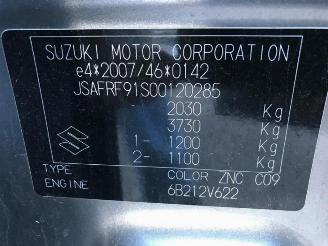 SUZUKI MOTOR CORPORATION
e4*2007/46*0142
JSAFRF91S00120285
2030 Kg
3730 Kg
1- 1200 Kg
2- 1100 Kg
TYPE COLOR ZNC C09
ENGINE 6B212V622